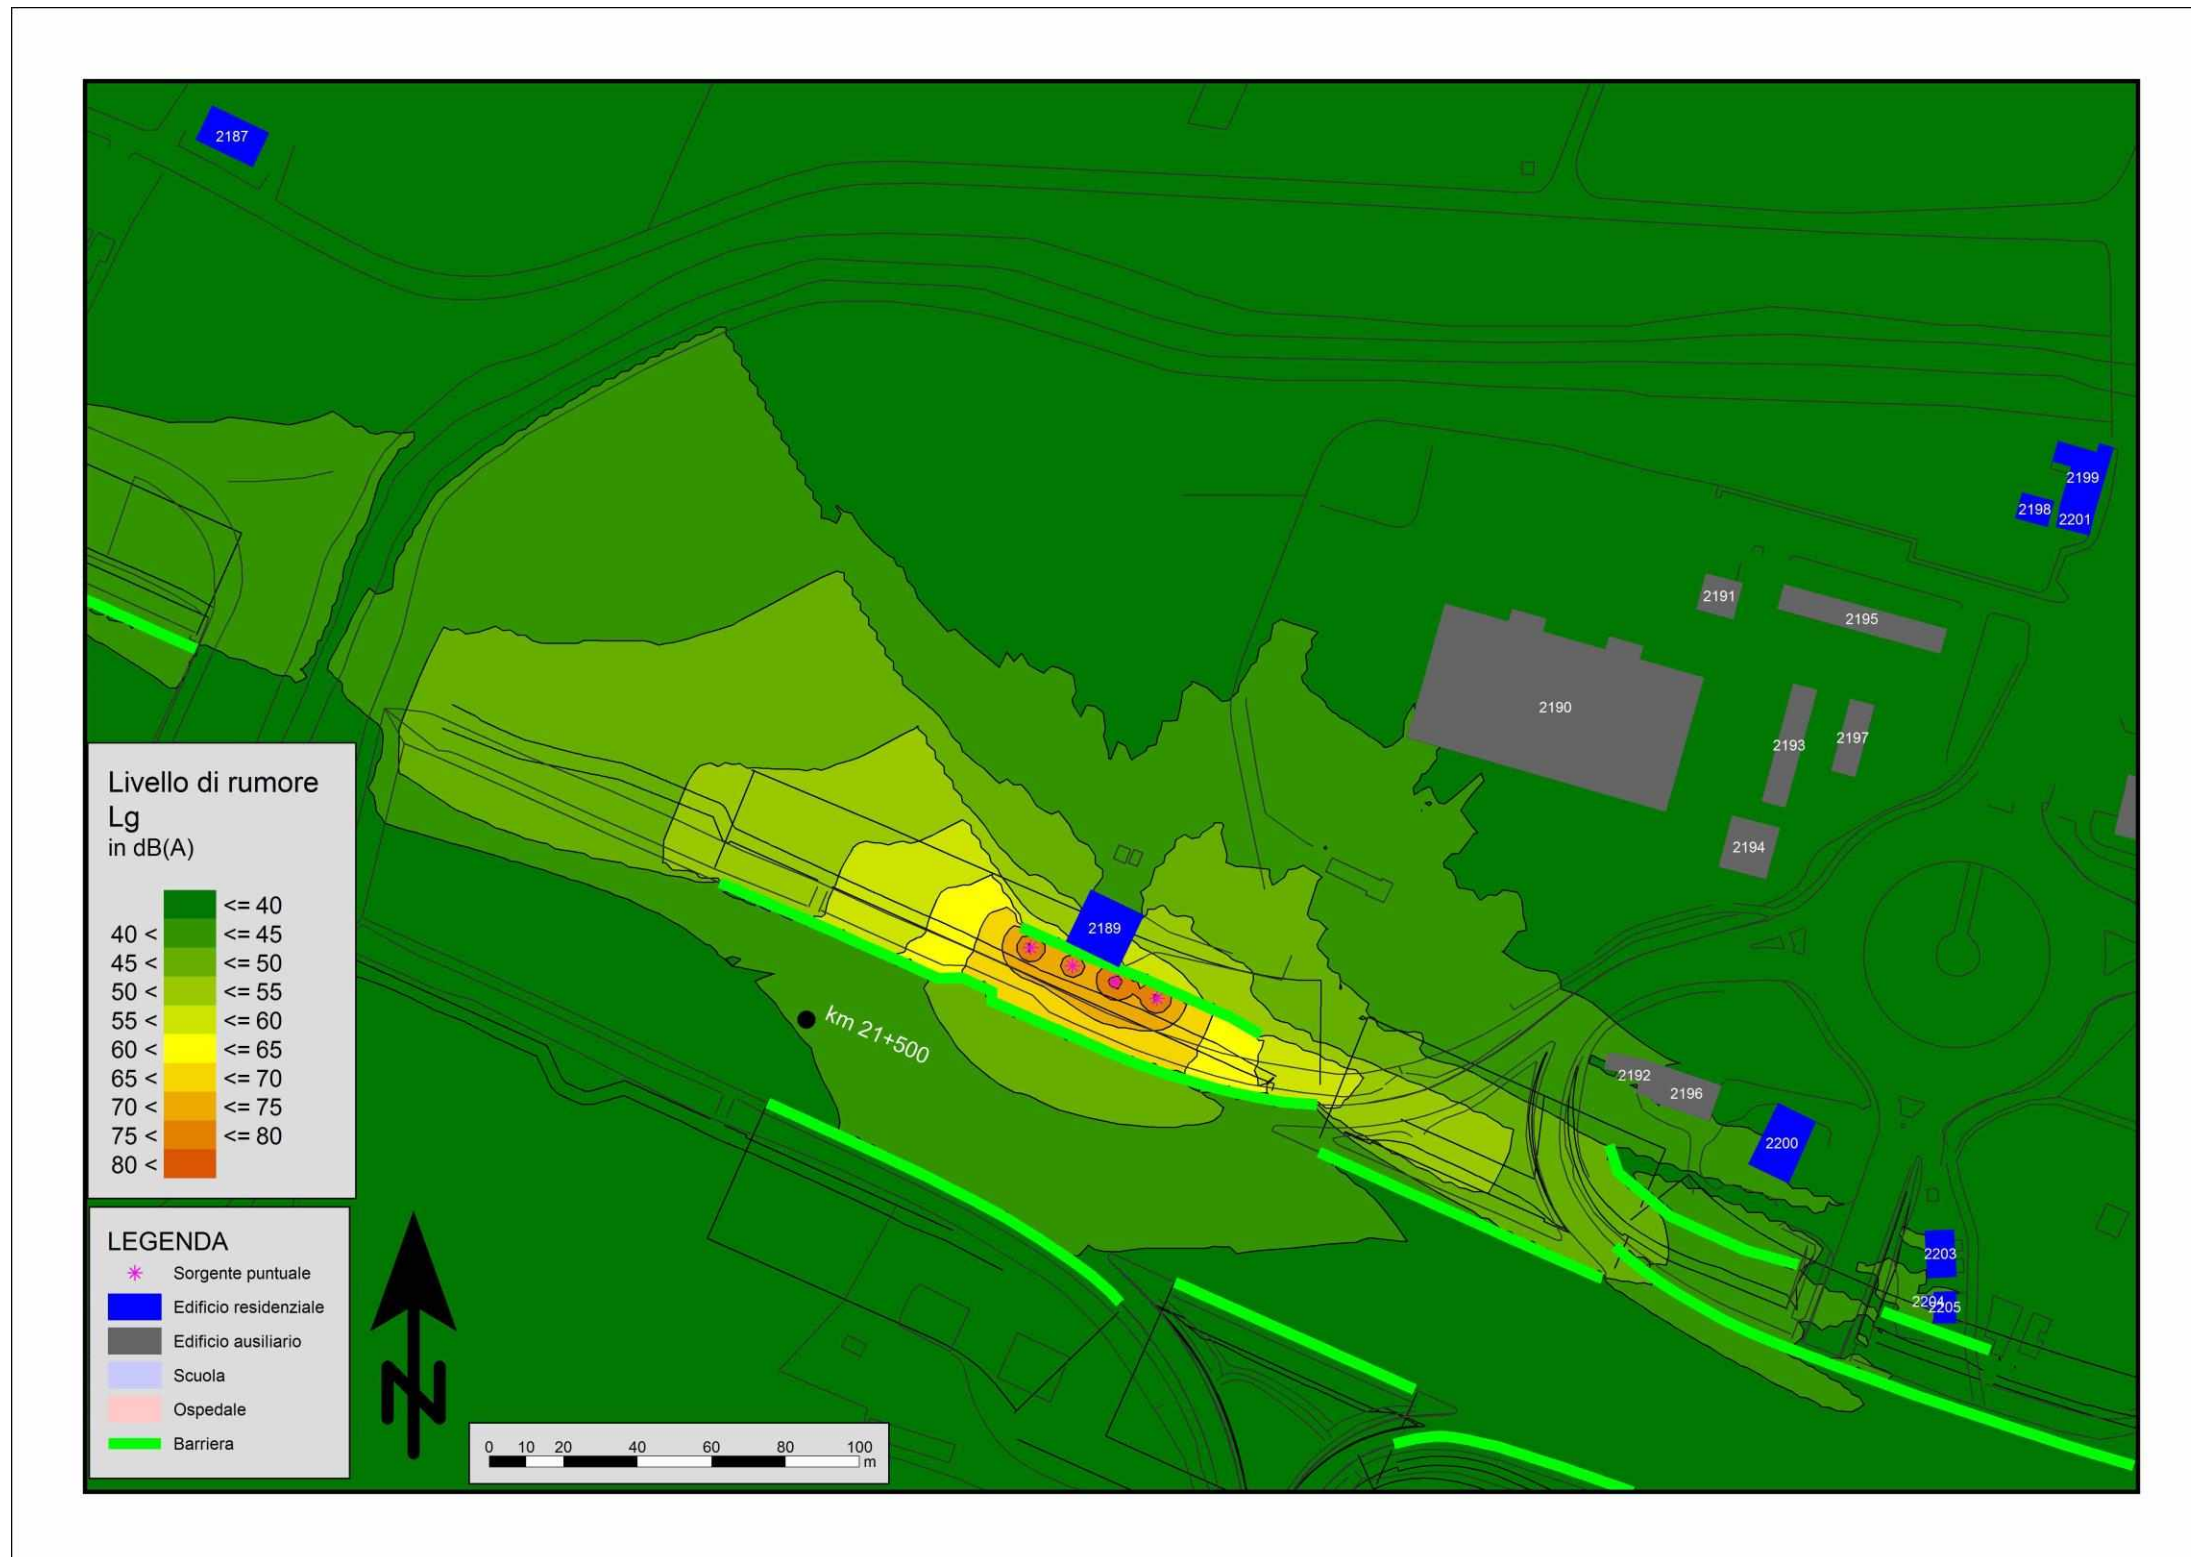 2187
2199
2198
2201
2191
2195
2190
2193
2197
2194
2189
km 21+500
2192
2196
2200
2203
2204
2205
Livello di rumore
Lg
in dB(A)
<= 40
40 < <= 45
45 < <= 50
50 < <= 55
55 < <= 60
60 < <= 65
65 < <= 70
70 < <= 75
75 < <= 80
80 <
LEGENDA
Sorgente puntuale
Edificio residenziale
Edificio ausiliario
Scuola
Ospedale
Barriera
N
0 10 20 40 60 80 100
m